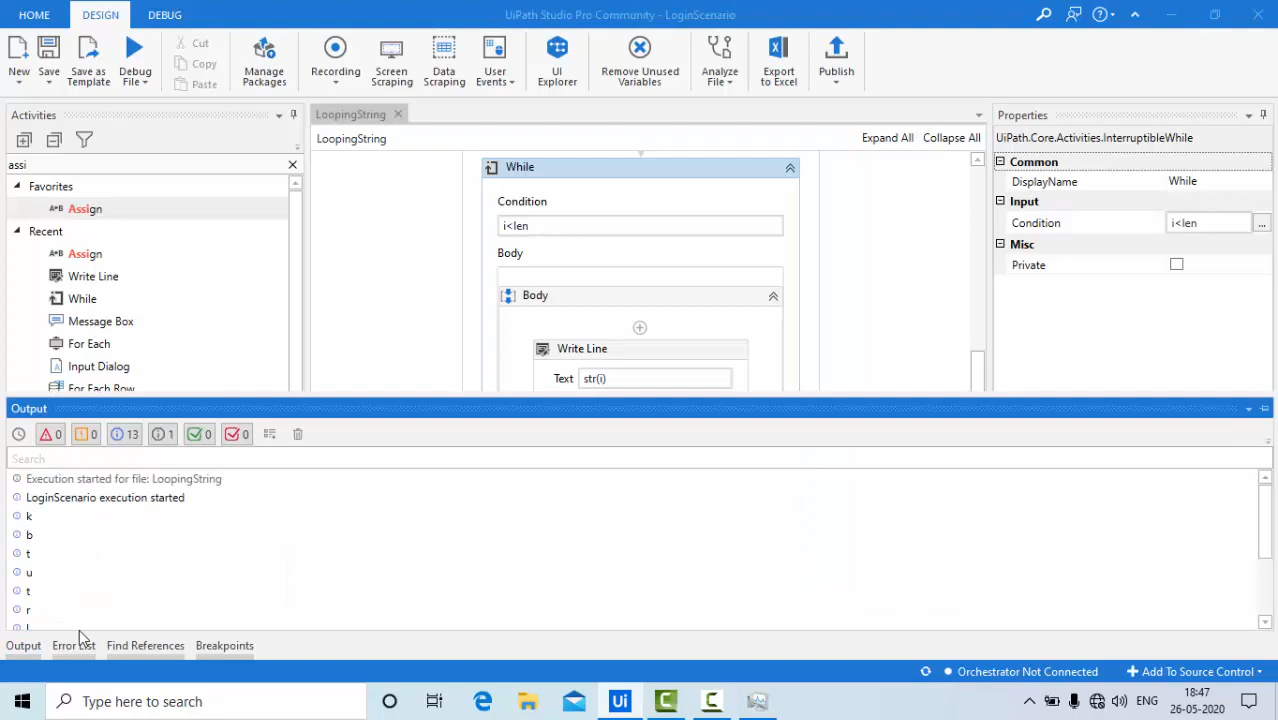 HOME
DESIGN
DEBUG
UiPath Studio Pro Community - LoginScenario
New
Save
Save as Template
Debug File
Cut
Copy
Paste
Manage Packages
Recording
Screen Scraping
Data Scraping
User Events
UI Explorer
Remove Unused Variables
Analyze File
Export to Excel
Publish
Activities
assi
Favorites
A*B Assign
Recent
A*B Assign
Write Line
While
Message Box
For Each
Input Dialog
For Each Row
LoopingString
LoopingString
Expand All
Collapse All
While
Condition
i<len
Body
Body
Write Line
Text
str(i)
Properties
UiPath.Core.Activities.InterruptibleWhile
Common
DisplayName
While
Input
Condition
i<len
...
Misc
Private
Output
0
0
13
1
0
0
Search
Execution started for file: LoopingString
LoginScenario execution started
k
b
t
u
t
r
Output
Error List
Find References
Breakpoints
Orchestrator Not Connected
Add To Source Control
Type here to search
Ui
ENG
18:47
26-05-2020